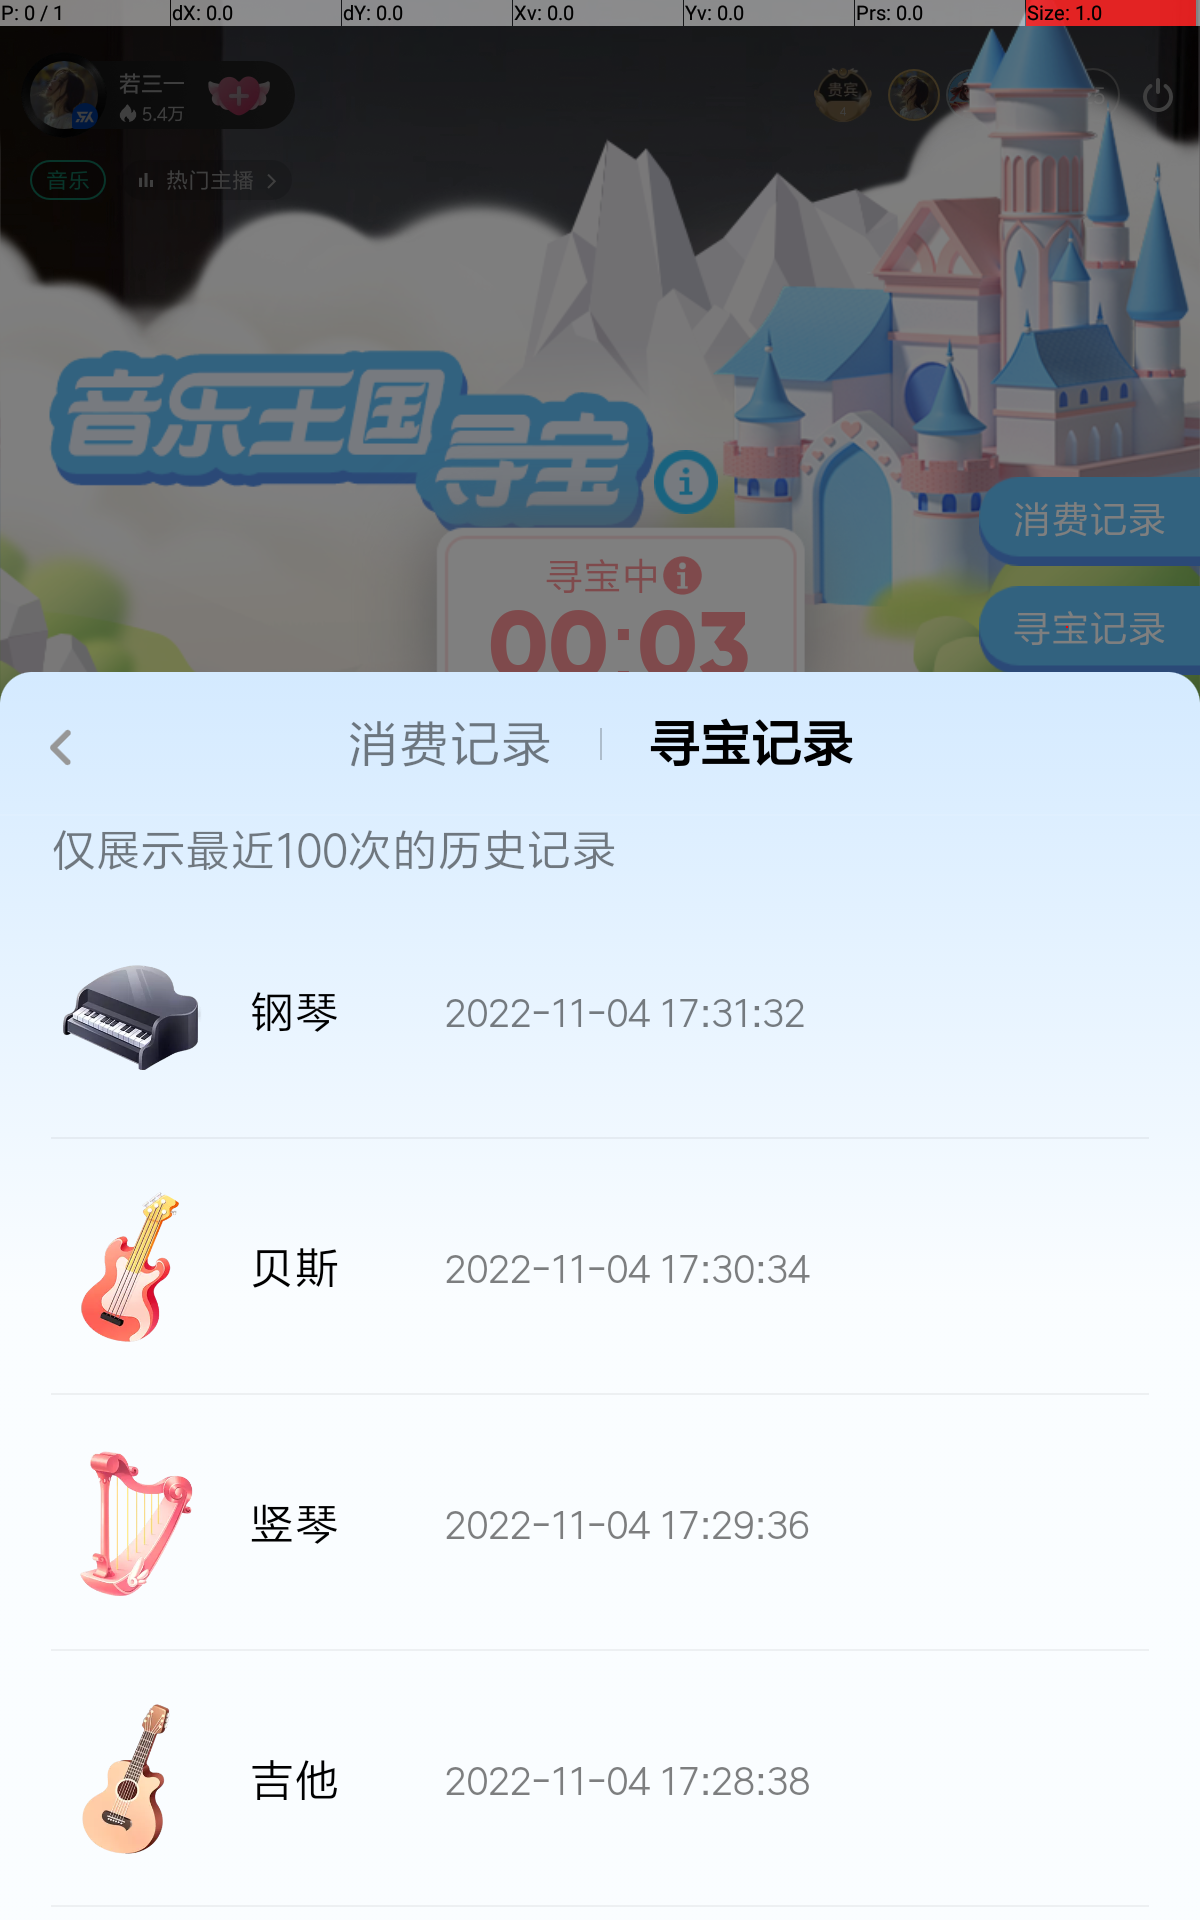 P: 0 / 1 dX: 0.0 dY: 0.0 Xv: 0.0 Yv: 0.0 Prs: 0.0 Size: 1.0
若三一
5.4万
贵宾
4
音乐
热门主播
音乐王国
寻宝
消费记录
寻宝中
寻宝记录
00:03
消费记录
寻宝记录
仅展示最近100次的历史记录
钢琴 2022-11-04 17:31:32
贝斯 2022-11-04 17:30:34
竖琴 2022-11-04 17:29:36
吉他 2022-11-04 17:28:38